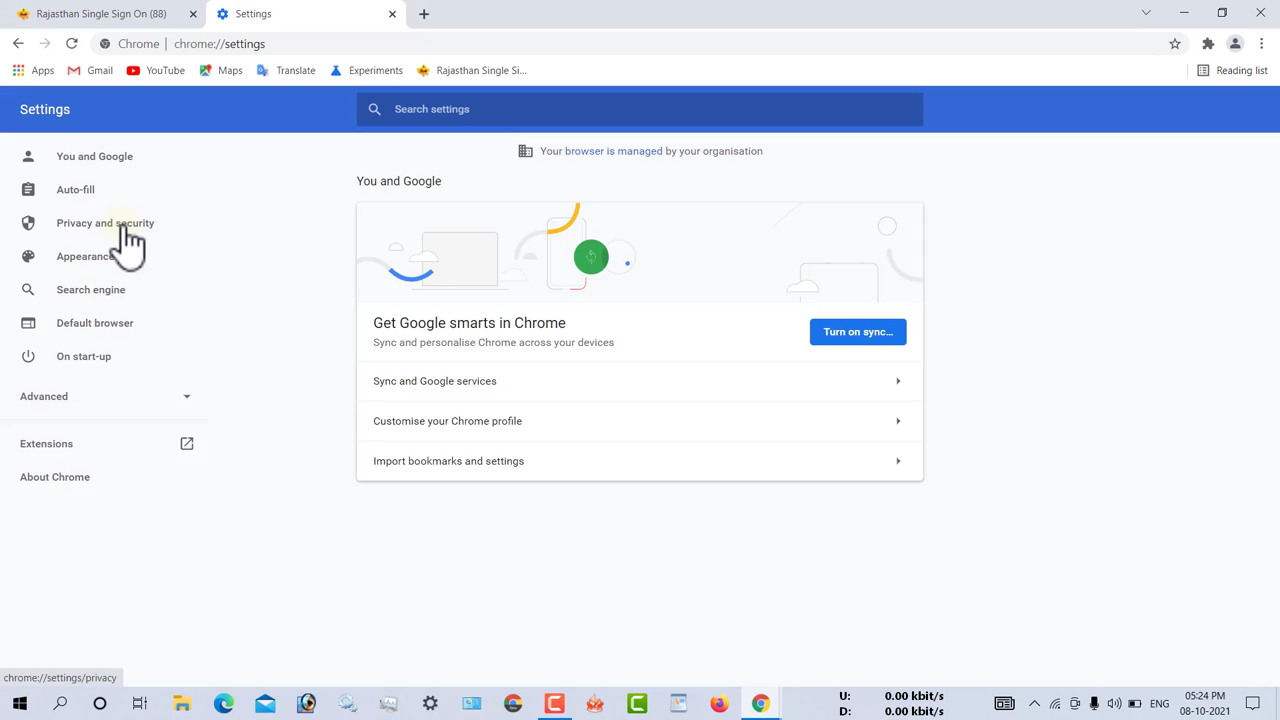 Rajasthan Single Sign On (88)
Settings
Chrome | chrome://settings
Apps
Gmail
YouTube
Maps
Translate
Experiments
Rajasthan Single Si...
Reading list
Settings
Search settings
Your browser is managed by your organisation
You and Google
Auto-fill
Privacy and security
Appearance
Search engine
Default browser
On start-up
Advanced
Extensions
About Chrome
You and Google
Get Google smarts in Chrome
Sync and personalise Chrome across your devices
Turn on sync...
Sync and Google services
Customise your Chrome profile
Import bookmarks and settings
chrome://settings/privacy
U: 0.00 kbit/s
D: 0.00 kbit/s
ENG
05:24 PM
08-10-2021